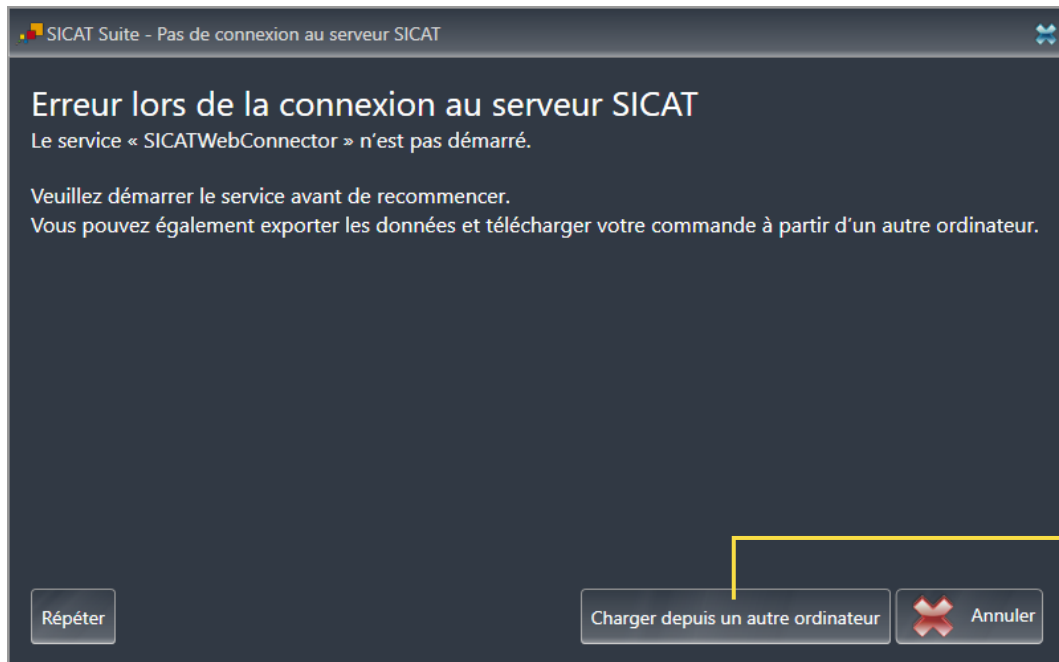 SICAT Suite - Pas de connexion au serveur SICAT
Erreur lors de la connexion au serveur SICAT
Le service « SICATWebConnector » n’est pas démarré.
Veuillez démarrer le service avant de recommencer.
Vous pouvez également exporter les données et télécharger votre commande à partir d’un autre ordinateur.
Répéter
Charger depuis un autre ordinateur
Annuler